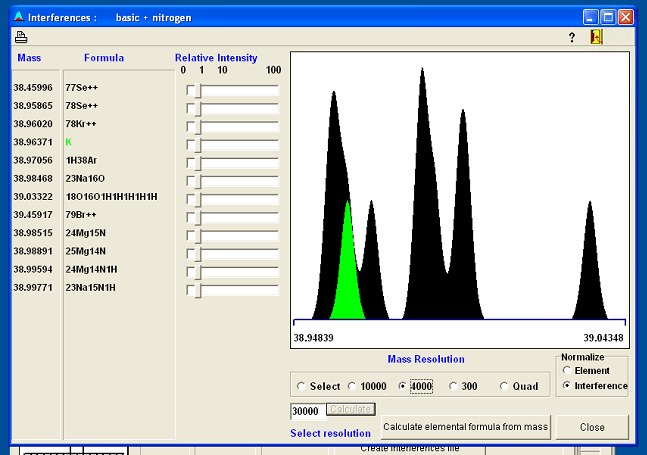 Interferences : basic + nitrogen
?
Mass Formula Relative Intensity
0 1 10 100
38.45996 77Se++
38.95865 78Se++
38.96020 78Kr++
38.96371 K
38.97056 1H38Ar
38.98468 23Na16O
39.03322 18O16O1H1H1H1H1H
39.45917 79Br++
38.98515 24Mg15N
38.98891 25Mg14N
38.99594 24Mg14N1H
38.99771 23Na15N1H
38.94839 39.04348
Mass Resolution
Select 10000 4000 300 Quad
Normalize
Element
Interference
30000 Calculate
Select resolution
Calculate elemental formula from mass
Close
Create Interferences file